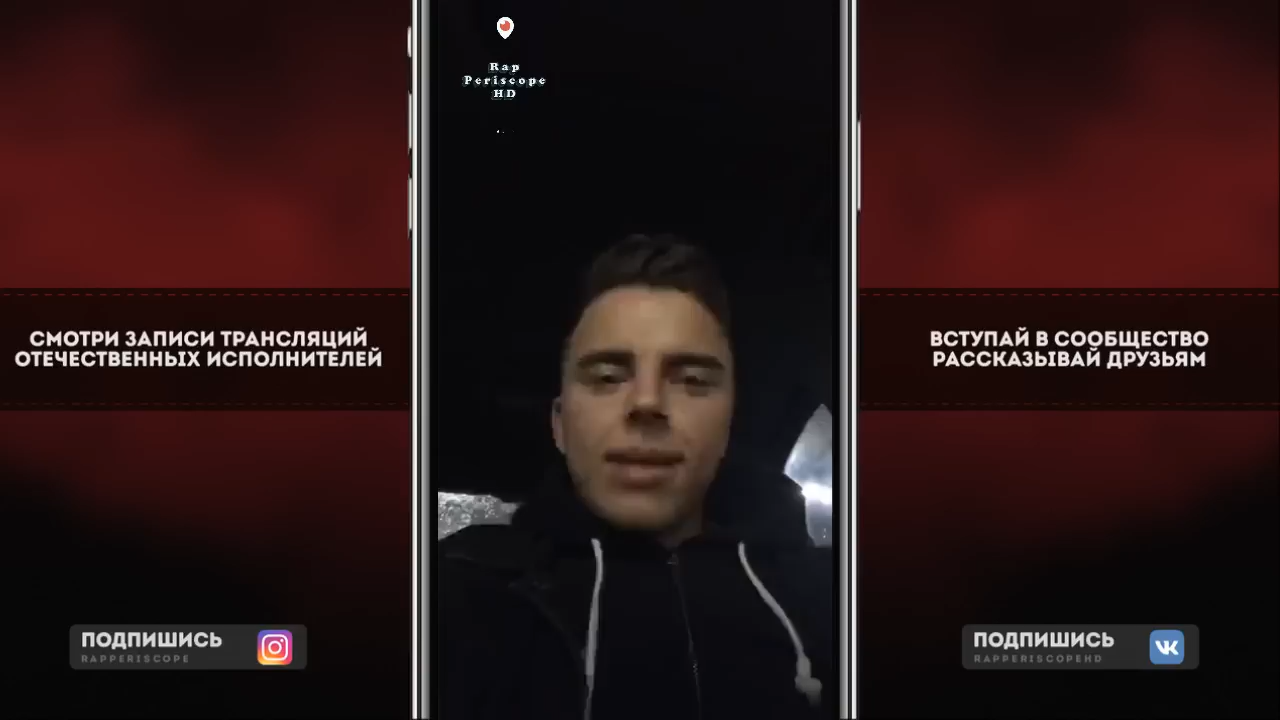 Rap
Periscope
HD
СМОТРИ ЗАПИСИ ТРАНСЛЯЦИЙ
ОТЕЧЕСТВЕННЫХ ИСПОЛНИТЕЛЕЙ
ВСТУПАЙ В СООБЩЕСТВО
РАССКАЗЫВАЙ ДРУЗЬЯМ
ПОДПИШИСЬ
RAPPERISCOPE
ПОДПИШИСЬ
RAPPERISCOPEHD